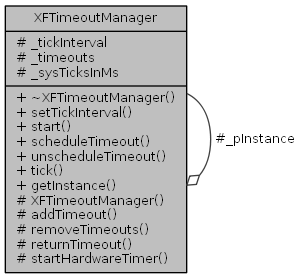 XFTimeoutManager
# _tickInterval
# _timeouts
# _sysTicksInMs
+ ~XFTimeoutManager()
+ setTickInterval()
+ start()
+ scheduleTimeout()
+ unscheduleTimeout()
+ tick()
+ getInstance()
# XFTimeoutManager()
# addTimeout()
# removeTimeouts()
# returnTimeout()
# startHardwareTimer()
#_pInstance